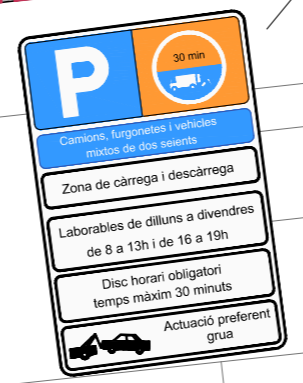 P
30 min
Camions, furgonetes i vehicles
mixtos de dos seients
Zona de càrrega i descàrrega
Laborables de dilluns a divendres
de 8 a 13h i de 16 a 19h
Disc horari obligatori
temps màxim 30 minuts
Actuació preferent
grua